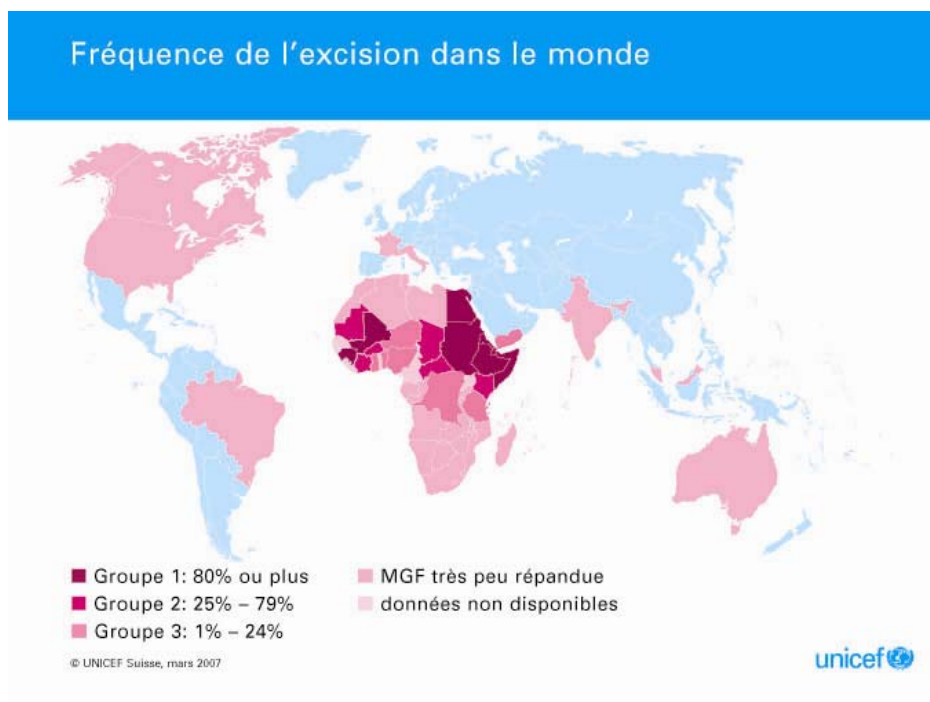 Fréquence de l'excision dans le monde
Groupe 1: 80% ou plus
Groupe 2: 25% – 79%
Groupe 3: 1% – 24%
MGF très peu répandue
données non disponibles
© UNICEF Suisse, mars 2007
unicef